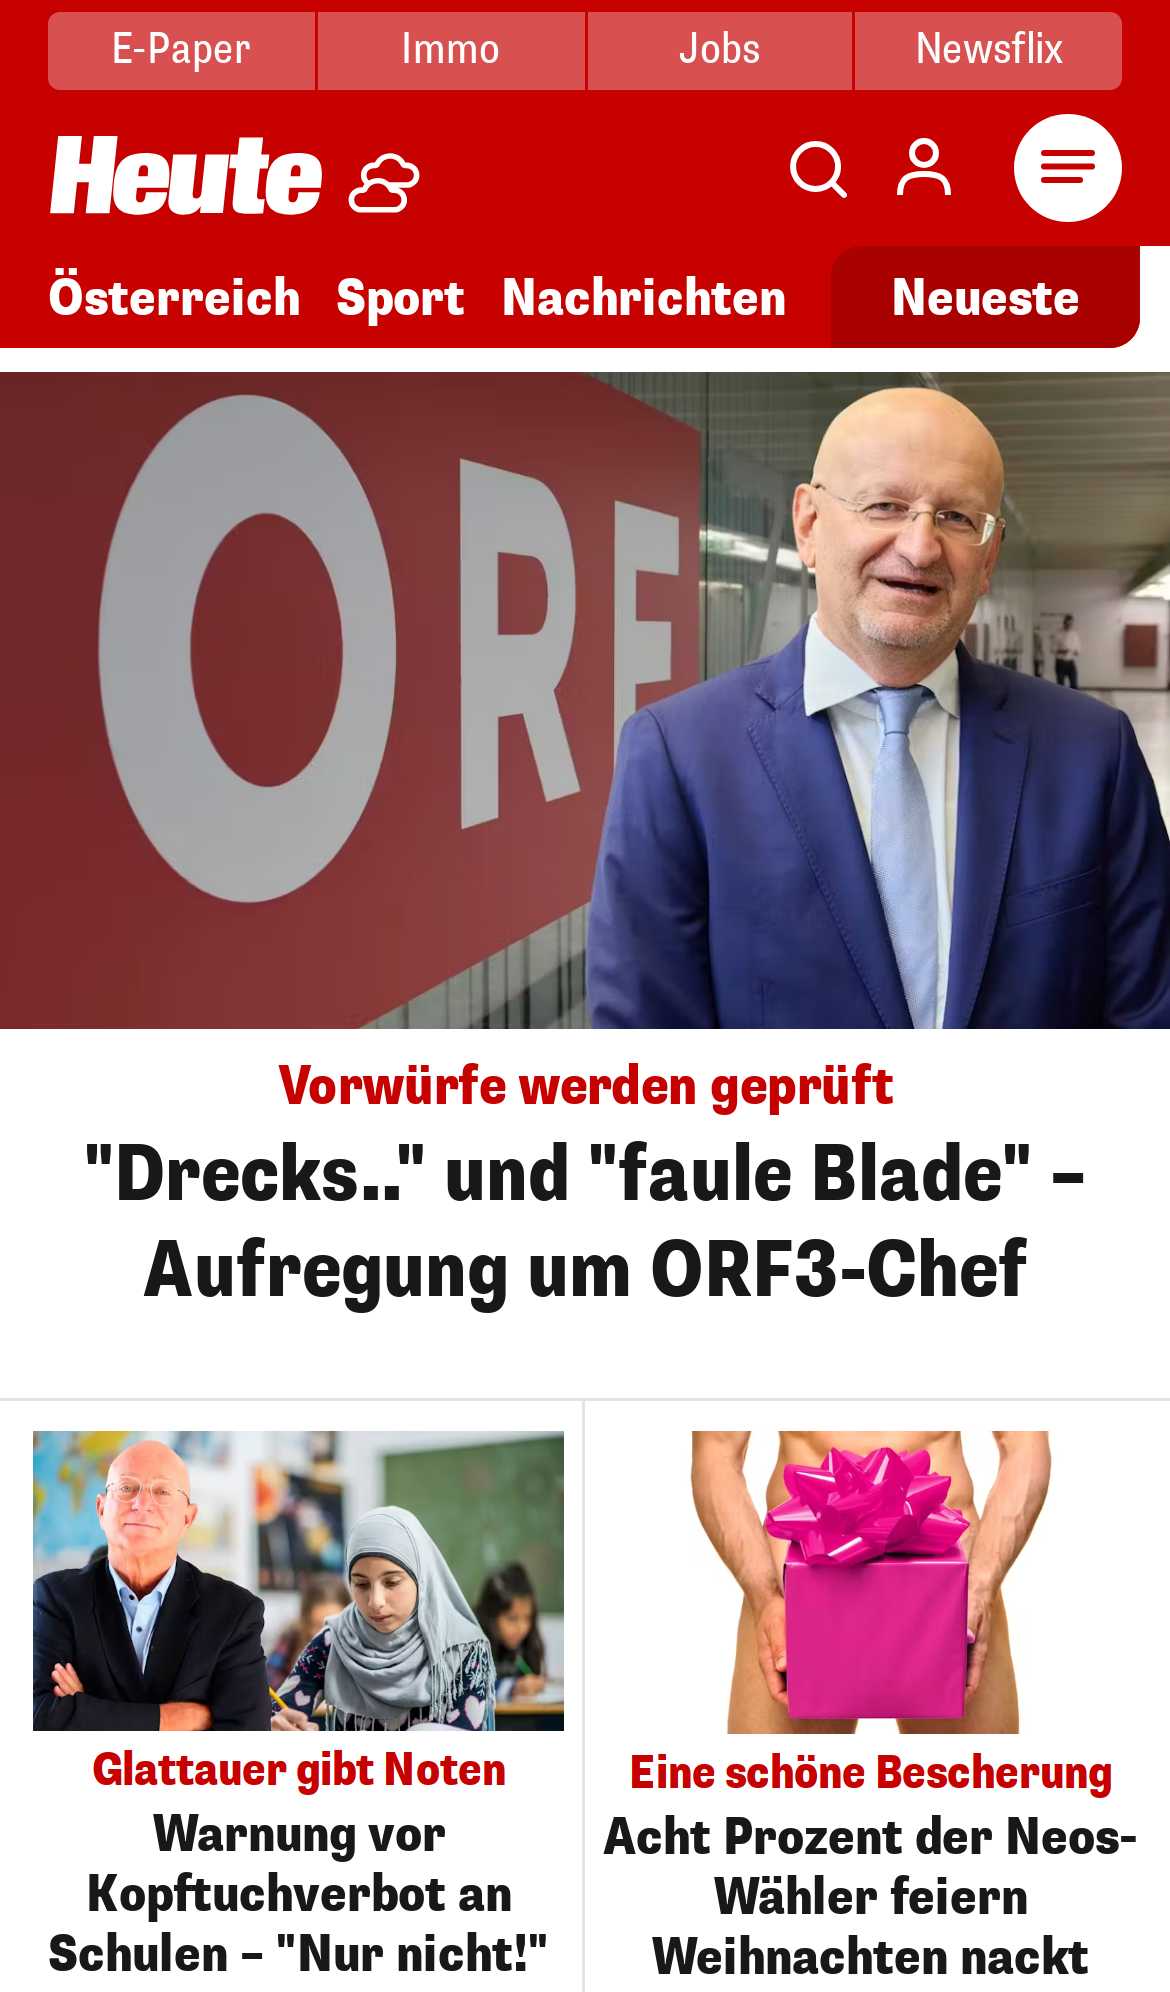 E-Paper
Immo
Jobs
Newsflix
Heute
Österreich
Sport
Nachrichten
Neueste
ORF
Vorwürfe werden geprüft
"Drecks.." und "faule Blade" –
Aufregung um ORF3-Chef
Glattauer gibt Noten
Warnung vor
Kopftuchverbot an
Schulen – "Nur nicht!"
Eine schöne Bescherung
Acht Prozent der Neos-
Wähler feiern
Weihnachten nackt